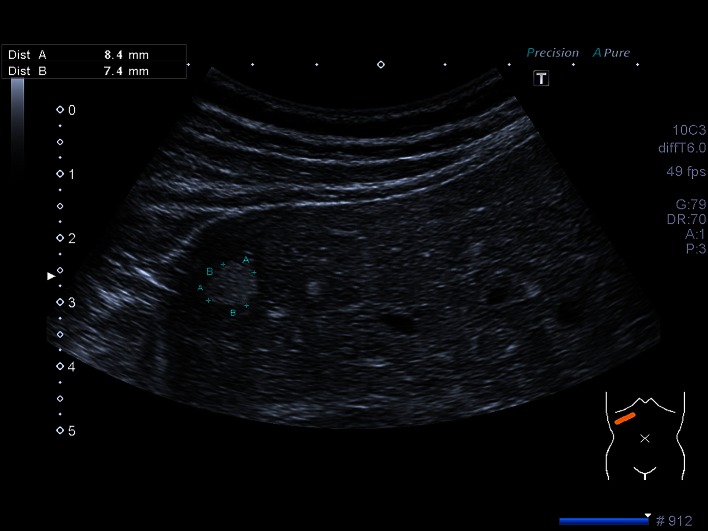 Dist A 8.4 mm
Dist B 7.4 mm
Precision A Pure
T
10C3
diffT6.0
49 fps
G:79
DR:70
A:1
P:3
0
1
2
3
4
5
A
B
A
B
#912